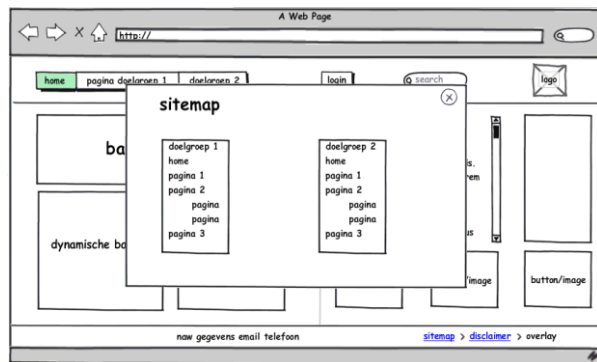 A Web Page
http://
home pagina doelgroep 1 doelgroep 2 login search logo
sitemap
doelgroep 1
home
pagina 1
pagina 2
pagina
pagina
pagina 3
doelgroep 2
home
pagina 1
pagina 2
pagina
pagina
pagina 3
ba
is.
rem
us
dynamische ba
/image
button/image
naw gegevens email telefoon
sitemap > disclaimer > overlay